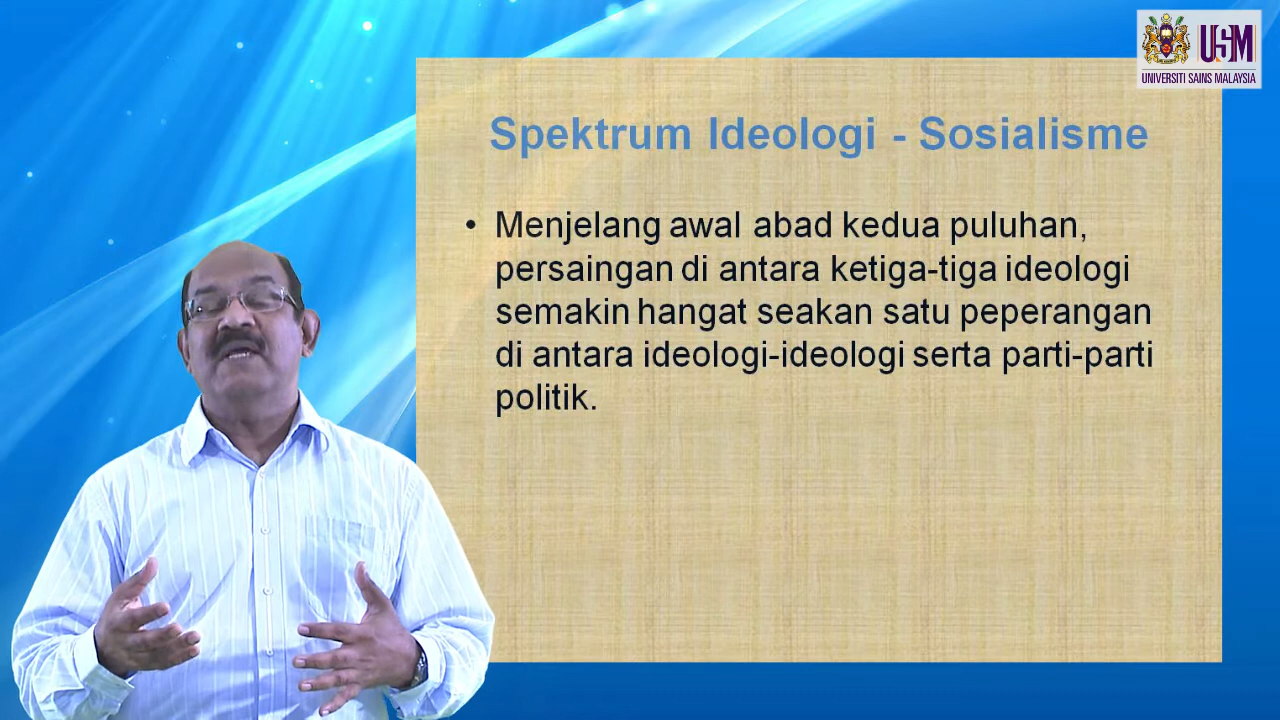 USM
UNIVERSITI SAINS MALAYSIA
Spektrum Ideologi - Sosialisme
• Menjelang awal abad kedua puluhan,
persaingan di antara ketiga-tiga ideologi
semakin hangat seakan satu peperangan
di antara ideologi-ideologi serta parti-parti
politik.